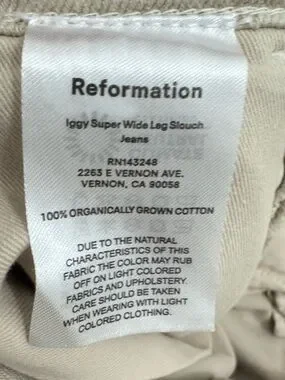 Reformation
Iggy Super Wide Leg Slouch
Jeans
RN143248
2263 E VERNON AVE.
VERNON, CA 90058
100% ORGANICALLY GROWN COTTON
DUE TO THE NATURAL
CHARACTERISTICS OF THIS
FABRIC THE COLOR MAY RUB
OFF ON LIGHT COLORED
FABRICS AND UPHOLSTERY.
CARE SHOULD BE TAKEN
WHEN WEARING WITH LIGHT
COLORED CLOTHING.